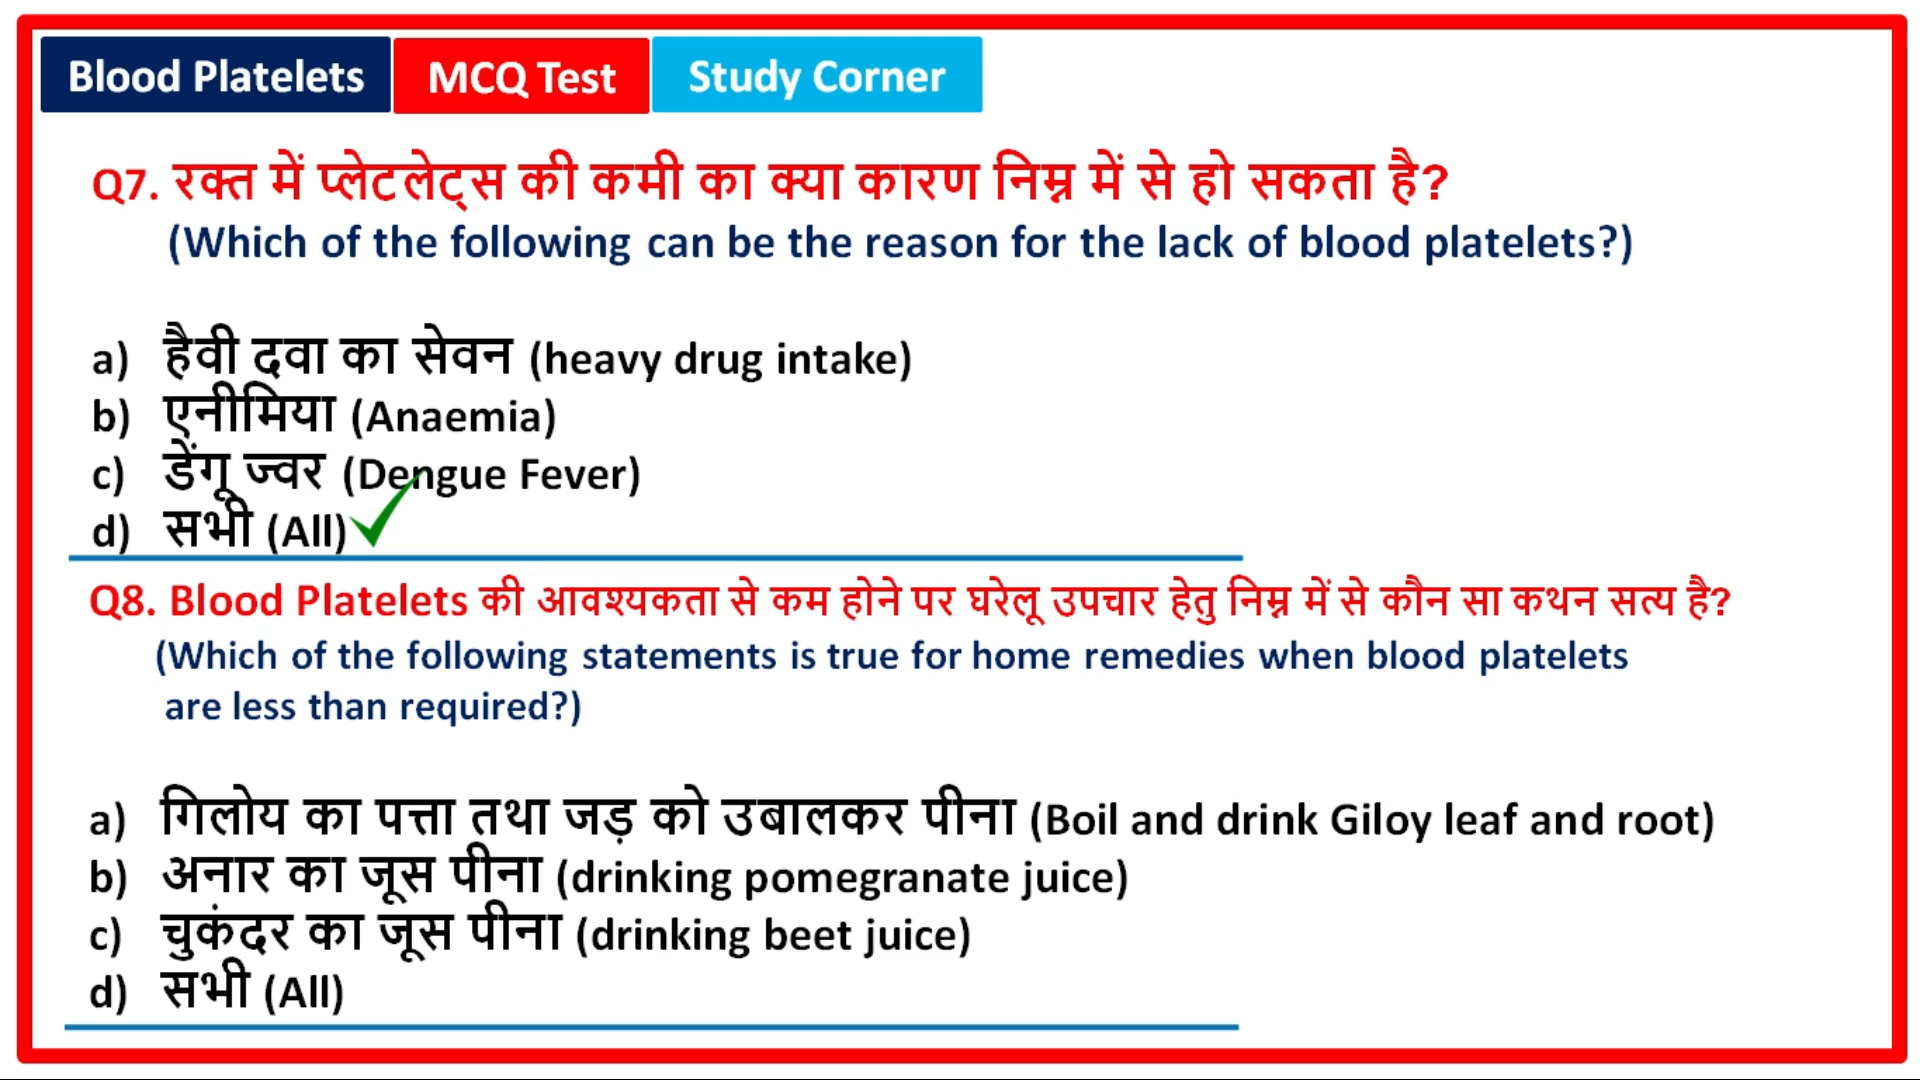 Blood Platelets MCQ Test Study Corner
Q7. रक्त में प्लेटलेट्स की कमी का क्या कारण निम्न में से हो सकता है?
(Which of the following can be the reason for the lack of blood platelets?)
a) हैवी दवा का सेवन (heavy drug intake)
b) एनीमिया (Anaemia)
c) डेंगू ज्वर (Dengue Fever)
d) सभी (All)
Q8. Blood Platelets की आवश्यकता से कम होने पर घरेलू उपचार हेतु निम्न में से कौन सा कथन सत्य है?
(Which of the following statements is true for home remedies when blood platelets
are less than required?)
a) गिलोय का पत्ता तथा जड़ को उबालकर पीना (Boil and drink Giloy leaf and root)
b) अनार का जूस पीना (drinking pomegranate juice)
c) चुकंदर का जूस पीना (drinking beet juice)
d) सभी (All)